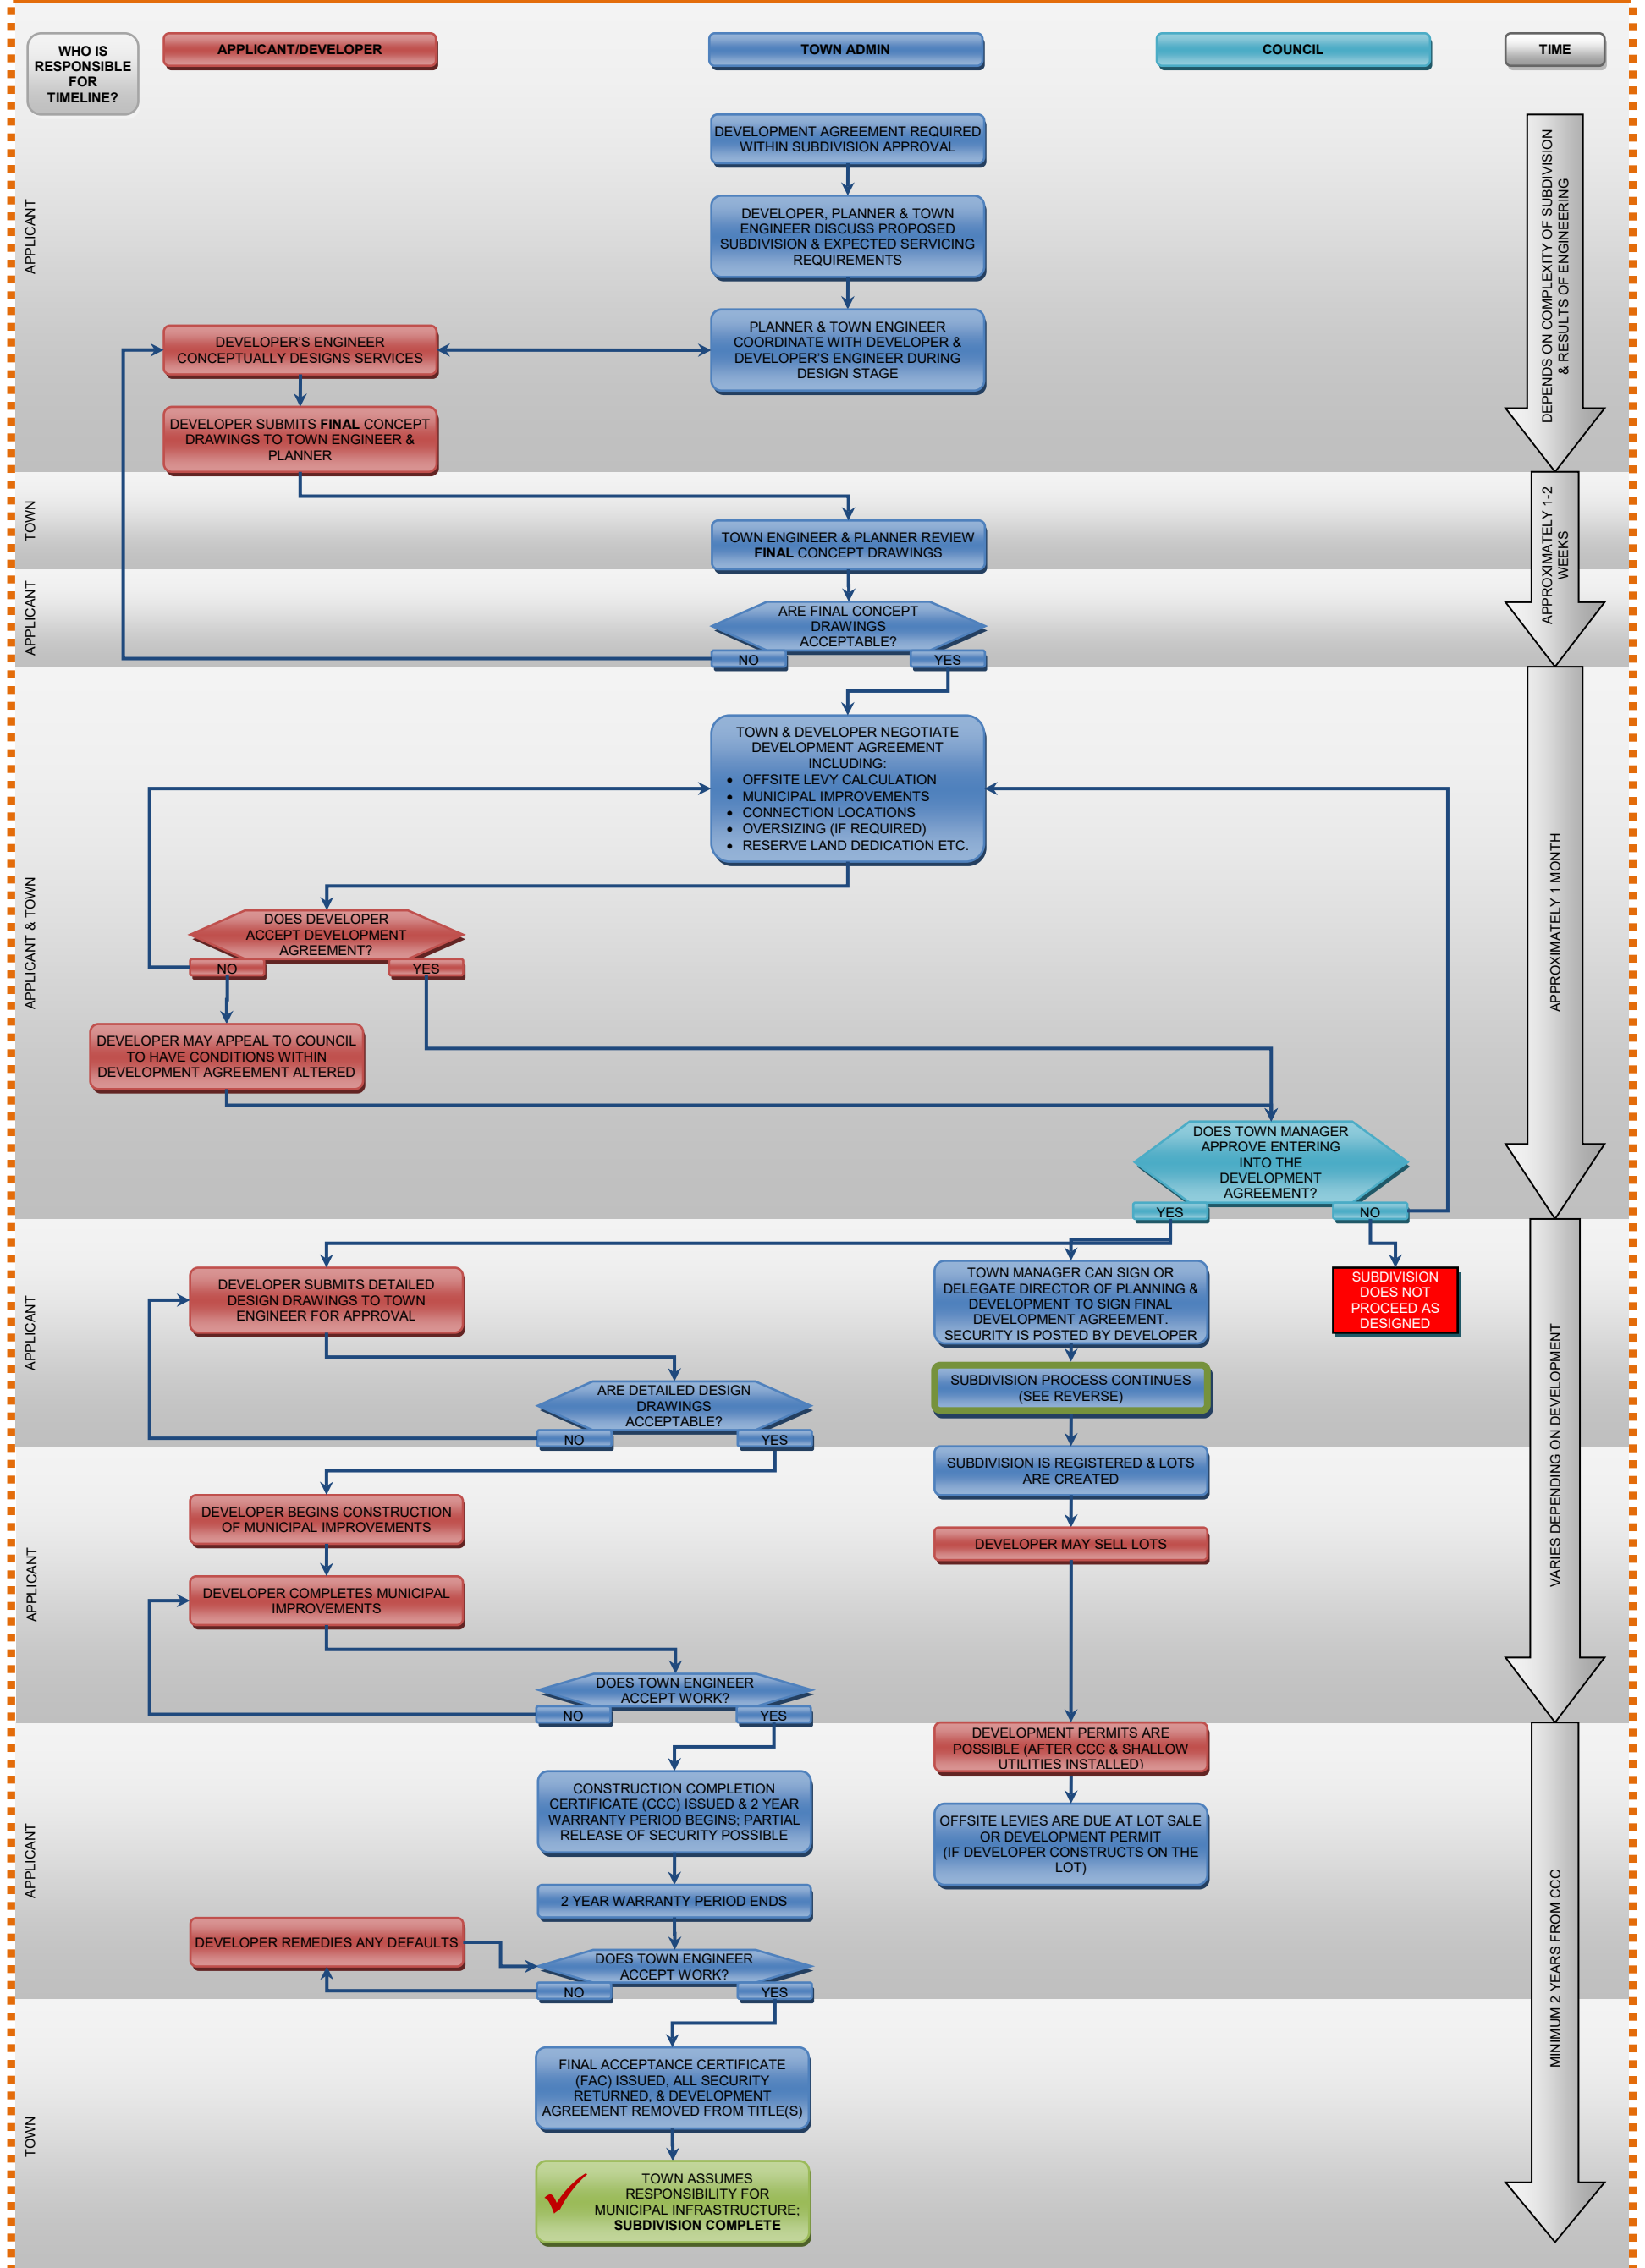 WHO IS
RESPONSIBLE
FOR
TIMELINE?
APPLICANT/DEVELOPER
TOWN ADMIN
COUNCIL
TIME
APPLICANT
DEVELOPMENT AGREEMENT REQUIRED
WITHIN SUBDIVISION APPROVAL
DEPENDS ON COMPLEXITY OF SUBDIVISION
& RESULTS OF ENGINEERING
DEVELOPER, PLANNER & TOWN
ENGINEER DISCUSS PROPOSED
SUBDIVISION & EXPECTED SERVICING
REQUIREMENTS
DEVELOPER'S ENGINEER
CONCEPTUALLY DESIGNS SERVICES
PLANNER & TOWN ENGINEER
COORDINATE WITH DEVELOPER &
DEVELOPER'S ENGINEER DURING
DESIGN STAGE
DEVELOPER SUBMITS FINAL CONCEPT
DRAWINGS TO TOWN ENGINEER &
PLANNER
TOWN
TOWN ENGINEER & PLANNER REVIEW
FINAL CONCEPT DRAWINGS
APPROXIMATELY 1-2
WEEKS
APPLICANT
ARE FINAL CONCEPT
DRAWINGS
ACCEPTABLE?
NO
YES
APPLICANT & TOWN
TOWN & DEVELOPER NEGOTIATE
DEVELOPMENT AGREEMENT
INCLUDING:
• OFFSITE LEVY CALCULATION
• MUNICIPAL IMPROVEMENTS
• CONNECTION LOCATIONS
• OVERSIZING (IF REQUIRED)
• RESERVE LAND DEDICATION ETC.
APPROXIMATELY 1 MONTH
DOES DEVELOPER
ACCEPT DEVELOPMENT
AGREEMENT?
NO
YES
DEVELOPER MAY APPEAL TO COUNCIL
TO HAVE CONDITIONS WITHIN
DEVELOPMENT AGREEMENT ALTERED
DOES TOWN MANAGER
APPROVE ENTERING
INTO THE
DEVELOPMENT
AGREEMENT?
YES
NO
APPLICANT
DEVELOPER SUBMITS DETAILED
DESIGN DRAWINGS TO TOWN
ENGINEER FOR APPROVAL
TOWN MANAGER CAN SIGN OR
DELEGATE DIRECTOR OF PLANNING &
DEVELOPMENT TO SIGN FINAL
DEVELOPMENT AGREEMENT.
SECURITY IS POSTED BY DEVELOPER
SUBDIVISION
DOES NOT
PROCEED AS
DESIGNED
VARIES DEPENDING ON DEVELOPMENT
SUBDIVISION PROCESS CONTINUES
(SEE REVERSE)
ARE DETAILED DESIGN
DRAWINGS
ACCEPTABLE?
NO
YES
APPLICANT
SUBDIVISION IS REGISTERED & LOTS
ARE CREATED
DEVELOPER BEGINS CONSTRUCTION
OF MUNICIPAL IMPROVEMENTS
DEVELOPER MAY SELL LOTS
DEVELOPER COMPLETES MUNICIPAL
IMPROVEMENTS
DOES TOWN ENGINEER
ACCEPT WORK?
NO
YES
APPLICANT
DEVELOPMENT PERMITS ARE
POSSIBLE (AFTER CCC & SHALLOW
UTILITIES INSTALLED)
MINIMUM 2 YEARS FROM CCC
CONSTRUCTION COMPLETION
CERTIFICATE (CCC) ISSUED & 2 YEAR
WARRANTY PERIOD BEGINS; PARTIAL
RELEASE OF SECURITY POSSIBLE
OFFSITE LEVIES ARE DUE AT LOT SALE
OR DEVELOPMENT PERMIT
(IF DEVELOPER CONSTRUCTS ON THE
LOT)
2 YEAR WARRANTY PERIOD ENDS
DEVELOPER REMEDIES ANY DEFAULTS
DOES TOWN ENGINEER
ACCEPT WORK?
NO
YES
TOWN
FINAL ACCEPTANCE CERTIFICATE
(FAC) ISSUED, ALL SECURITY
RETURNED, & DEVELOPMENT
AGREEMENT REMOVED FROM TITLE(S)
TOWN ASSUMES
RESPONSIBILITY FOR
MUNICIPAL INFRASTRUCTURE;
SUBDIVISION COMPLETE